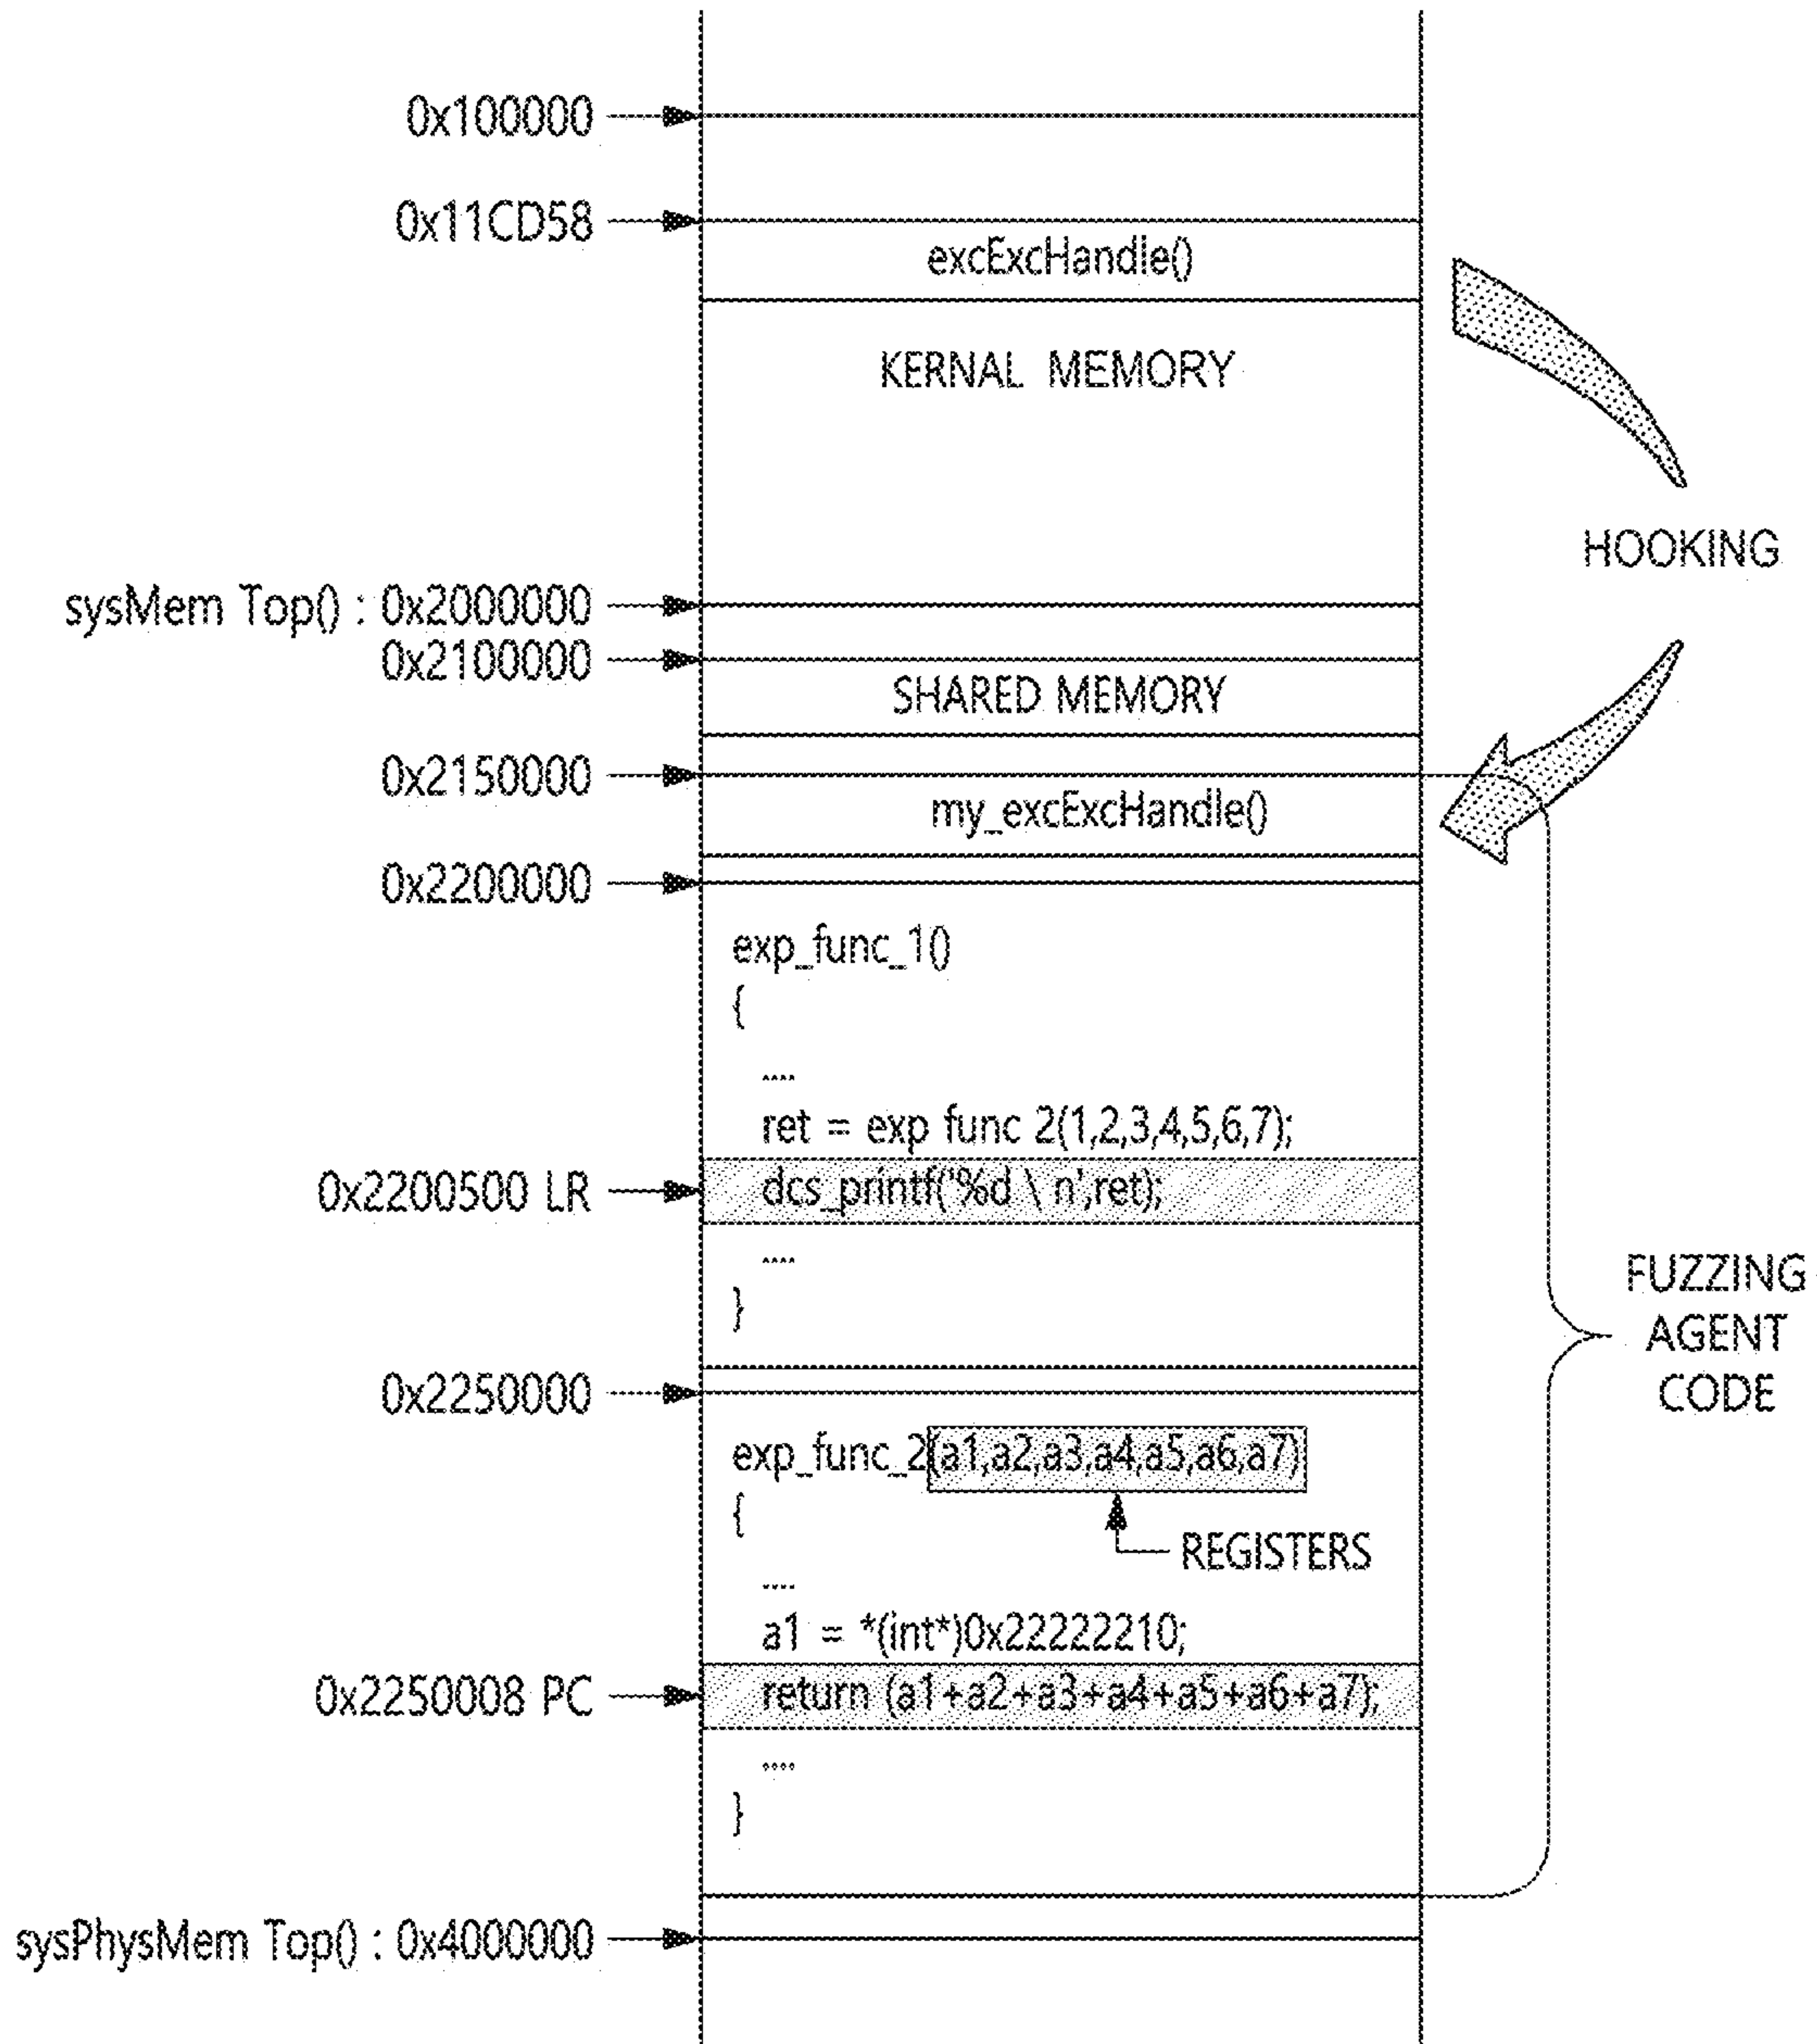 0x100000
0x11CD58
excExcHandle()
KERNAL MEMORY
HOOKING
sysMem Top() : 0x2000000
0x2100000
SHARED MEMORY
0x2150000
my_excExcHandle()
0x2200000
exp_func_1()
{
....
ret = exp func 2(1,2,3,4,5,6,7);
0x2200500 LR
dcs_printf('%d \ n',ret);
....
}
FUZZING
AGENT
CODE
0x2250000
exp_func_2(a1,a2,a3,a4,a5,a6,a7)
{
REGISTERS
....
a1 = *(int*)0x22222210;
0x2250008 PC
return (a1+a2+a3+a4+a5+a6+a7);
....
}
sysPhysMem Top() : 0x4000000